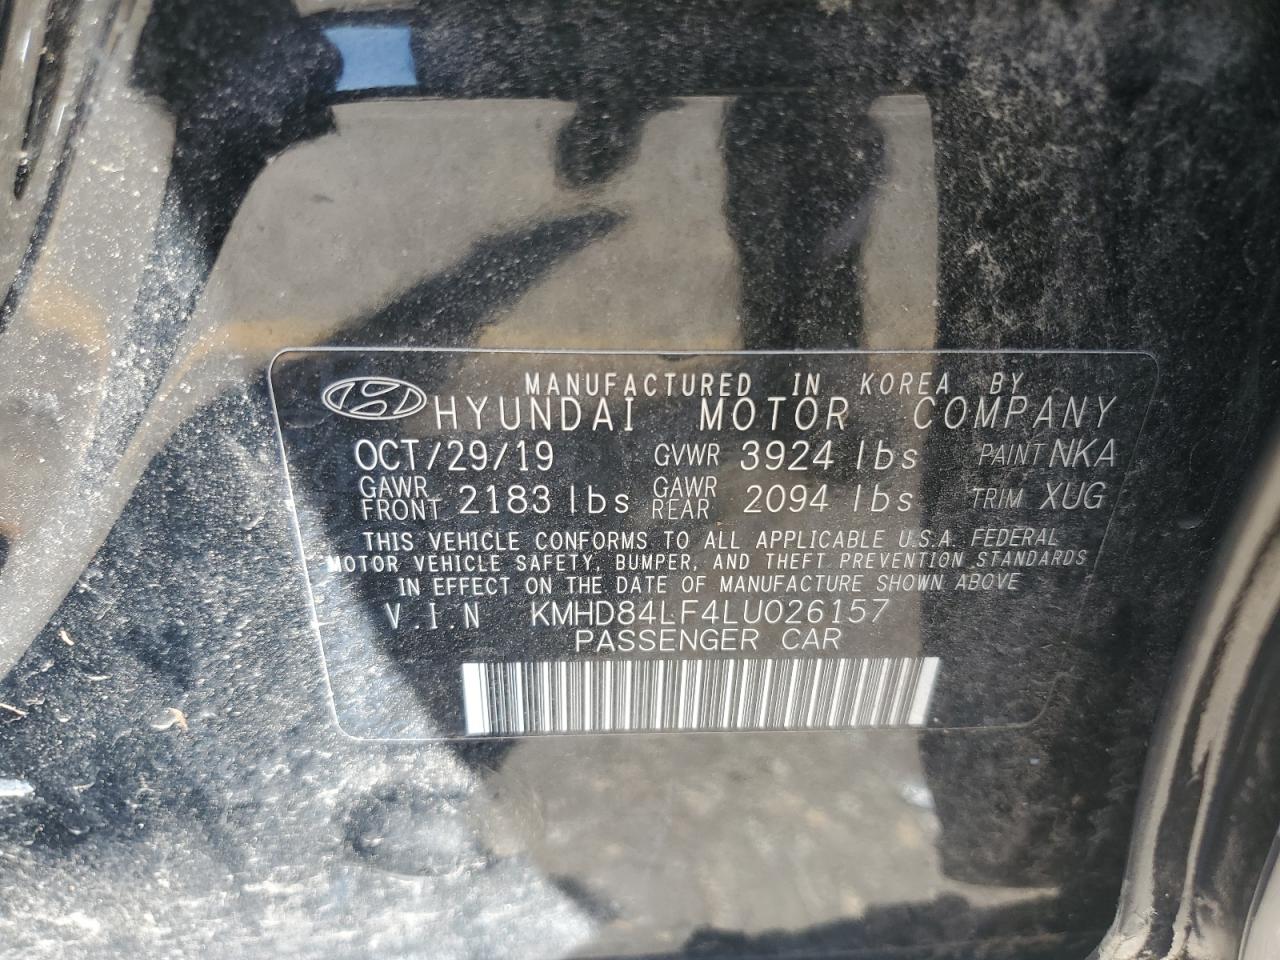 MANUFACTURED IN KOREA BY
HYUNDAI MOTOR COMPANY
OCT/29/19 GVWR 3924 lbs PAINT NKA
GAWR FRONT 2183 lbs GAWR REAR 2094 lbs TRIM XUG
THIS VEHICLE CONFORMS TO ALL APPLICABLE U.S.A. FEDERAL
MOTOR VEHICLE SAFETY, BUMPER, AND THEFT PREVENTION STANDARDS
IN EFFECT ON THE DATE OF MANUFACTURE SHOWN ABOVE
V.I.N KMHD84LF4LU026157
PASSENGER CAR